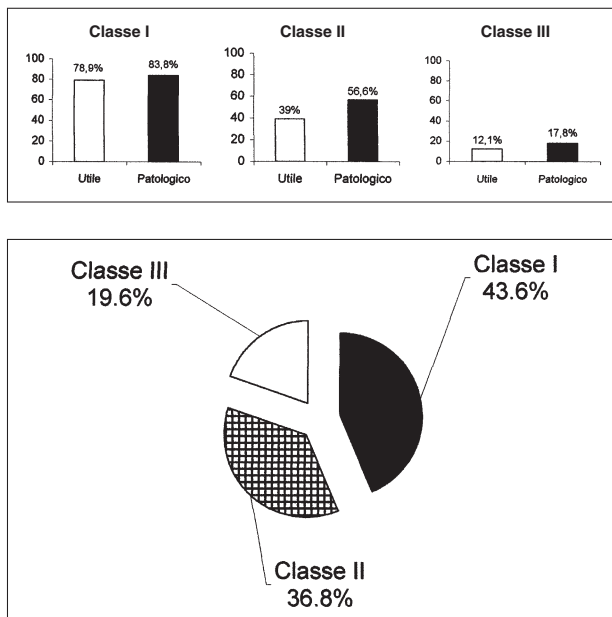 Classe I
100
80
60
40
20
0
78,9%
83,8%
Utile
Patologico
Classe II
100
80
60
40
20
0
39%
56,6%
Utile
Patologico
Classe III
100
80
60
40
20
0
12,1%
17,8%
Utile
Patologico
Classe III
19.6%
Classe I
43.6%
Classe II
36.8%